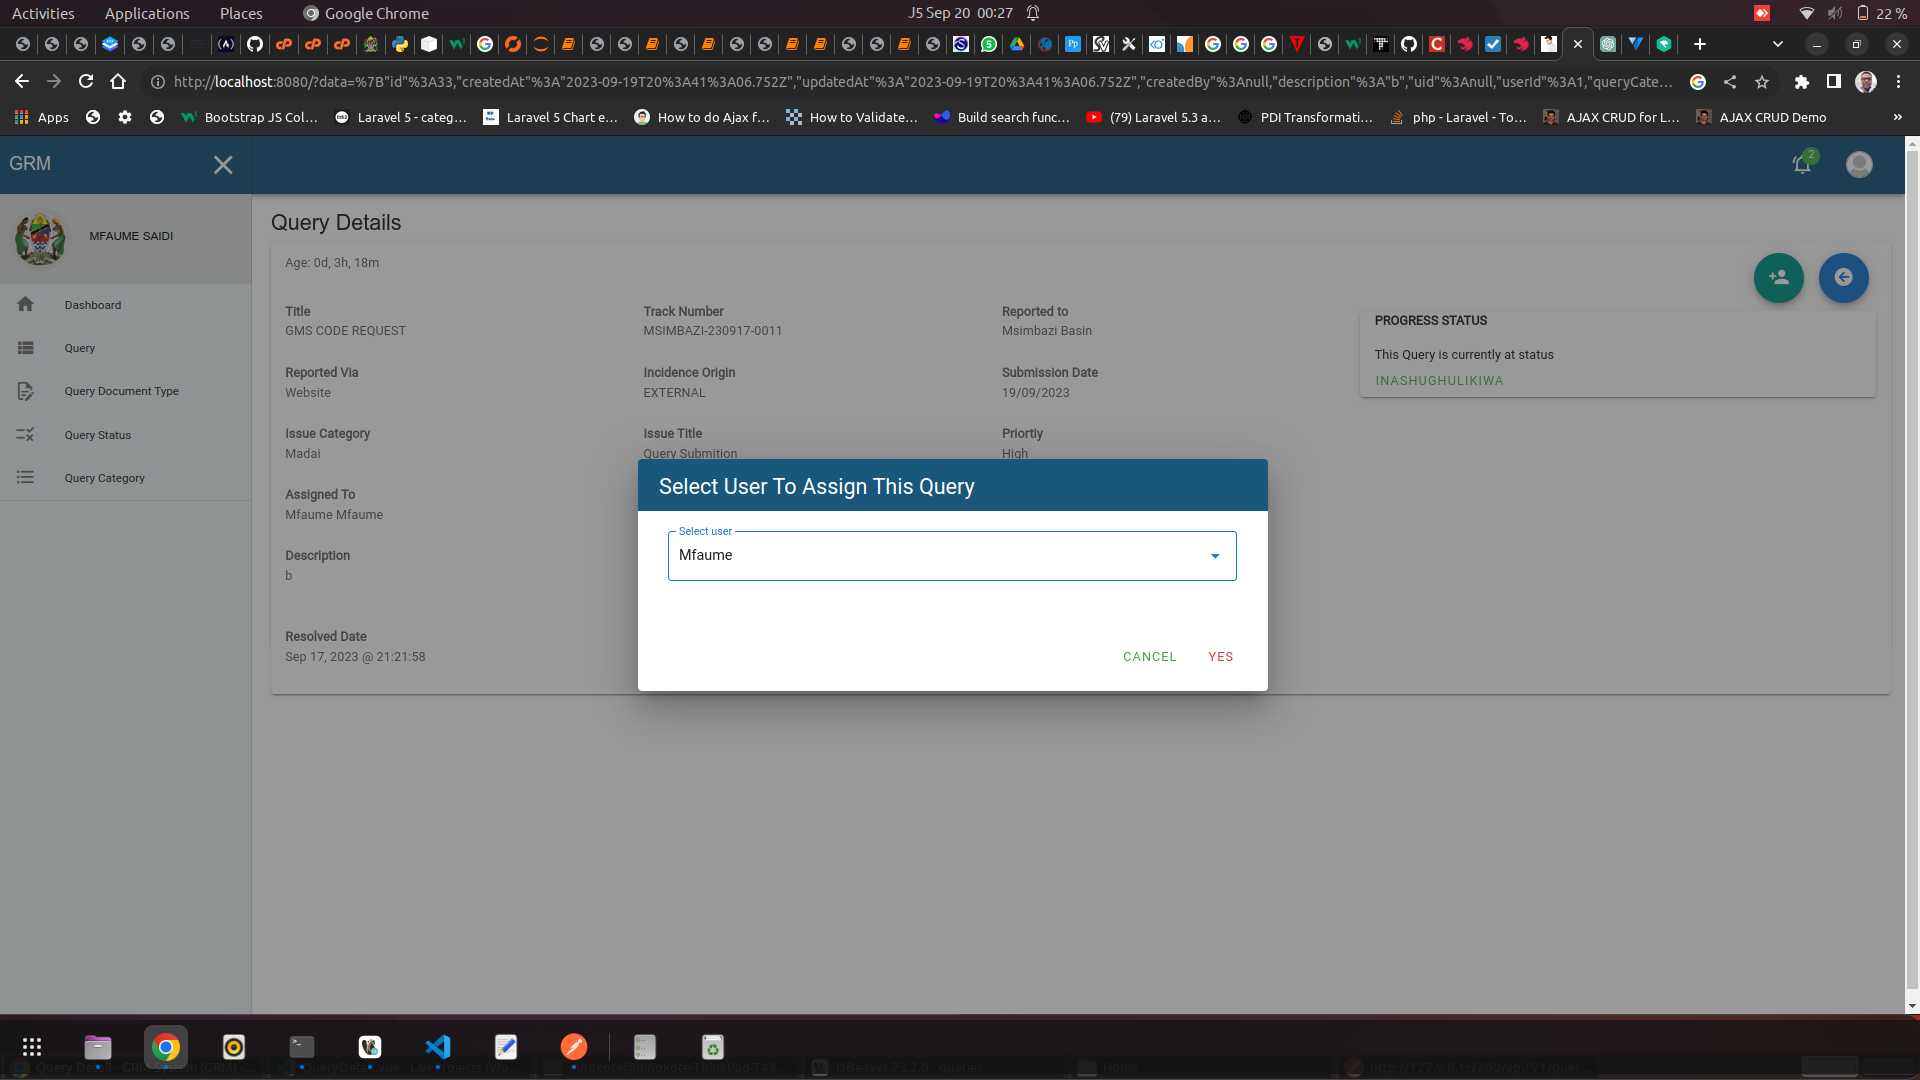 Activities Applications Places Google Chrome J5 Sep 20 00:27 22 %
http://localhost:8080/?data=%7B"id"%3A33,"createdAt"%3A"2023-09-19T20%3A41%3A06.752Z","updatedAt"%3A"2023-09-19T20%3A41%3A06.752Z","createdBy"%3Anull,"description"%3A"b","uid"%3Anull,"userId"%3A1,"queryCate...
Apps Bootstrap JS Col... Laravel 5 - categ... Laravel 5 Chart e... How to do Ajax f... How to Validate... Build search func... (79) Laravel 5.3 a... PDI Transformati... php - Laravel - To... AJAX CRUD for L... AJAX CRUD Demo »
GRM 2
MFAUME SAIDI
Dashboard
Query
Query Document Type
Query Status
Query Category
Query Details
Age: 0d, 3h, 18m
Title Track Number Reported to
GMS CODE REQUEST MSIMBAZI-230917-0011 Msimbazi Basin
PROGRESS STATUS
This Query is currently at status
INASHUGHULIKIWA
Reported Via Incidence Origin Submission Date
Website EXTERNAL 19/09/2023
Issue Category Issue Title Priortiy
Madai Query Submition High
Assigned To
Mfaume Mfaume
Description
b
Resolved Date
Sep 17, 2023 @ 21:21:58
Select User To Assign This Query
Select user
Mfaume
CANCEL YES
DBeaver 23.2.0 - queries Home